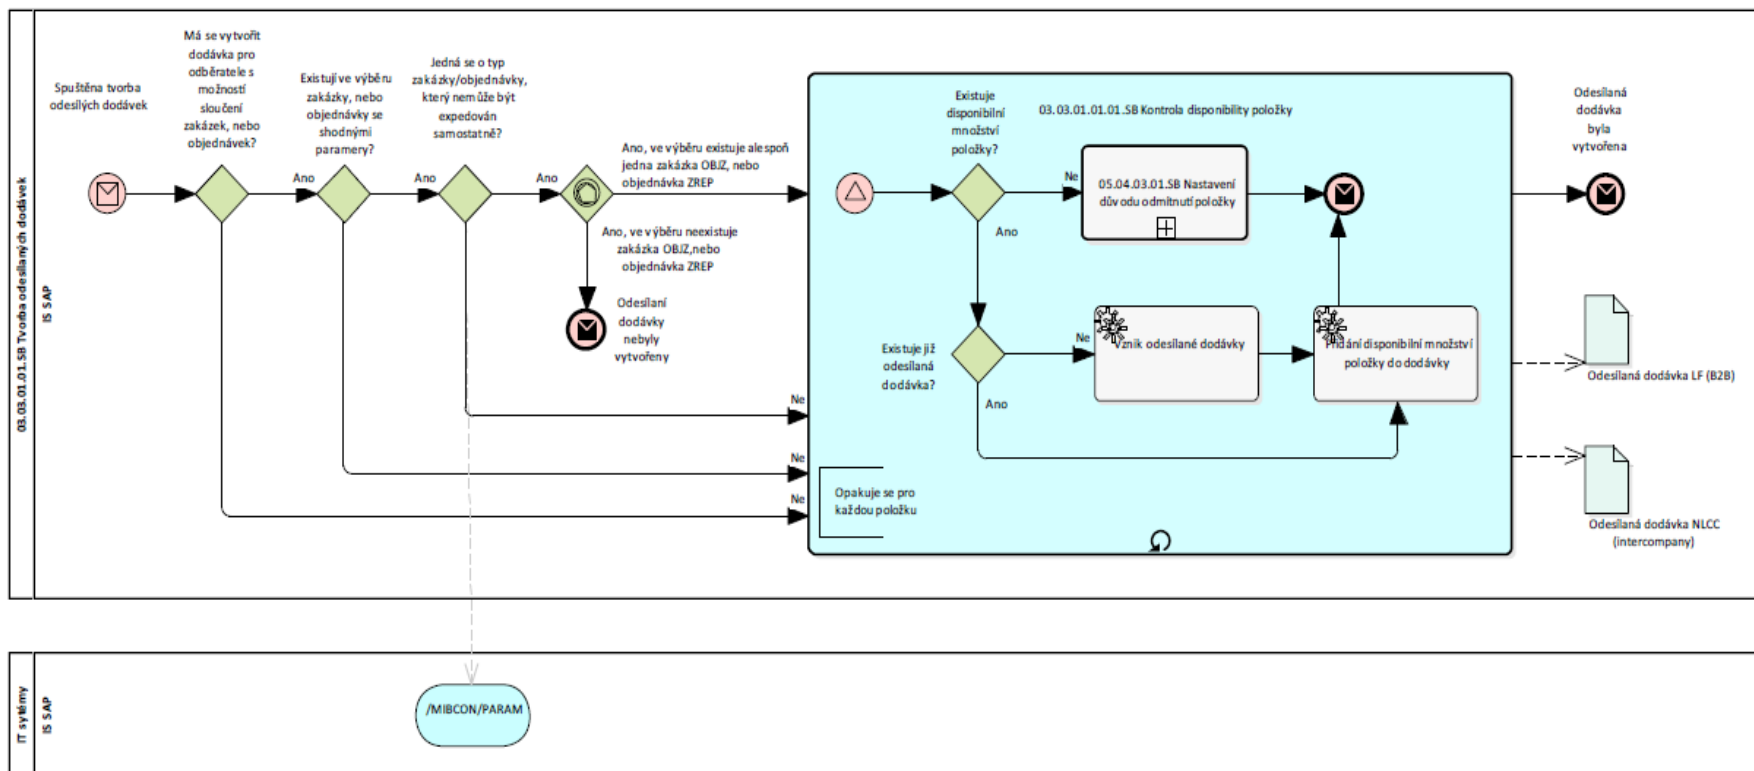 03.03.01.01.SB Tvorba odesílaných dodávek
IS SAP
Spuštěna tvorba
odesílých dodávek
Má se vytvořit
dodávka pro
odběratele s
možností
sloučení
zakázek, nebo
objednávek?
Ano
Existují ve výběru
zakázky, nebo
objednávky se
shodnými
paramery?
Ano
Jedná se o typ
zakázky/objednávky,
který nemůže být
expedován
samostatně?
Ano
Ano, ve výběru existuje alespoň
jedna zakázka OBJZ, nebo
objednávka ZREP
Ano, ve výběru neexistuje
zakázka OBJZ,nebo
objednávka ZREP
Odesílaní
dodávky
nebyly
vytvořeny
Ne
Ne
Ne
03.03.01.01.01.SB Kontrola disponibility položky
Existuje
disponibilní
množství
položky?
Ne
Ano
05.04.03.01.SB Nastavení
důvodu odmítnutí položky
Existuje již
odesílaná
dodávka?
Ne
Ano
Vznik odesílané dodávky
Přidání disponibilní množství
položky do dodávky
Opakuje se pro
každou položku
Odesílaná
dodávka
byla
vytvořena
Odesílaná dodávka LF (B2B)
Odesílaná dodávka NLCC
(intercompany)
IT sytémy
IS SAP
/MIBCON/PARAM